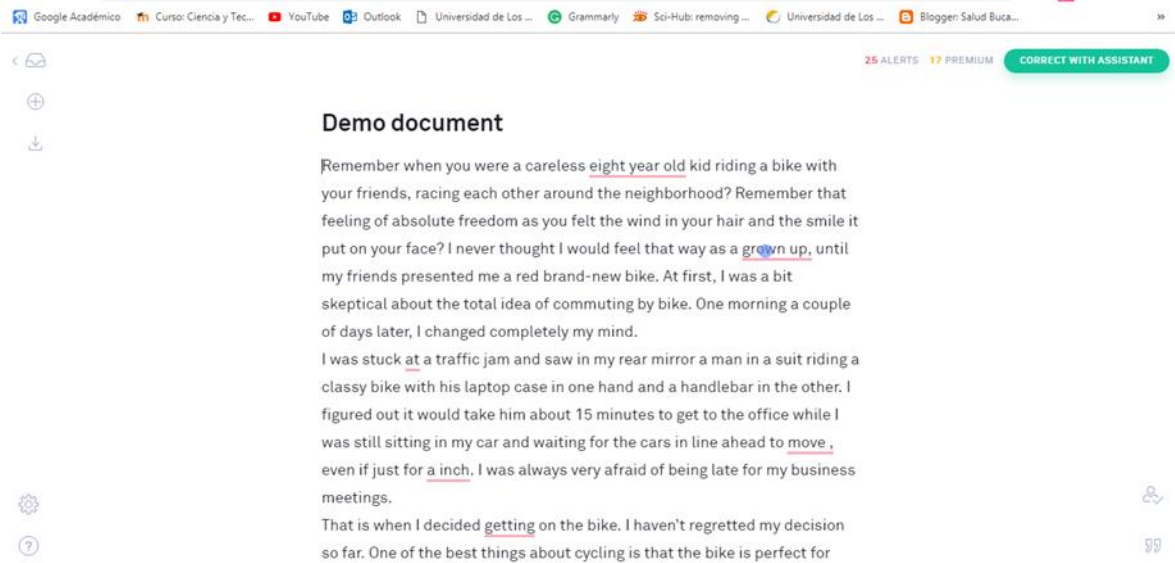 Google Académico Curso: Ciencia y Tec... YouTube Outlook Universidad de Los ... Grammarly Sci-Hub: removing ... Universidad de Los ... Blogger: Salud Buca... »
25 ALERTS 17 PREMIUM CORRECT WITH ASSISTANT
Demo document
Remember when you were a careless eight year old kid riding a bike with
your friends, racing each other around the neighborhood? Remember that
feeling of absolute freedom as you felt the wind in your hair and the smile it
put on your face? I never thought I would feel that way as a grown up, until
my friends presented me a red brand-new bike. At first, I was a bit
skeptical about the total idea of commuting by bike. One morning a couple
of days later, I changed completely my mind.
I was stuck at a traffic jam and saw in my rear mirror a man in a suit riding a
classy bike with his laptop case in one hand and a handlebar in the other. I
figured out it would take him about 15 minutes to get to the office while I
was still sitting in my car and waiting for the cars in line ahead to move ,
even if just for a inch. I was always very afraid of being late for my business
meetings.
That is when I decided getting on the bike. I haven't regretted my decision
so far. One of the best things about cycling is that the bike is perfect for